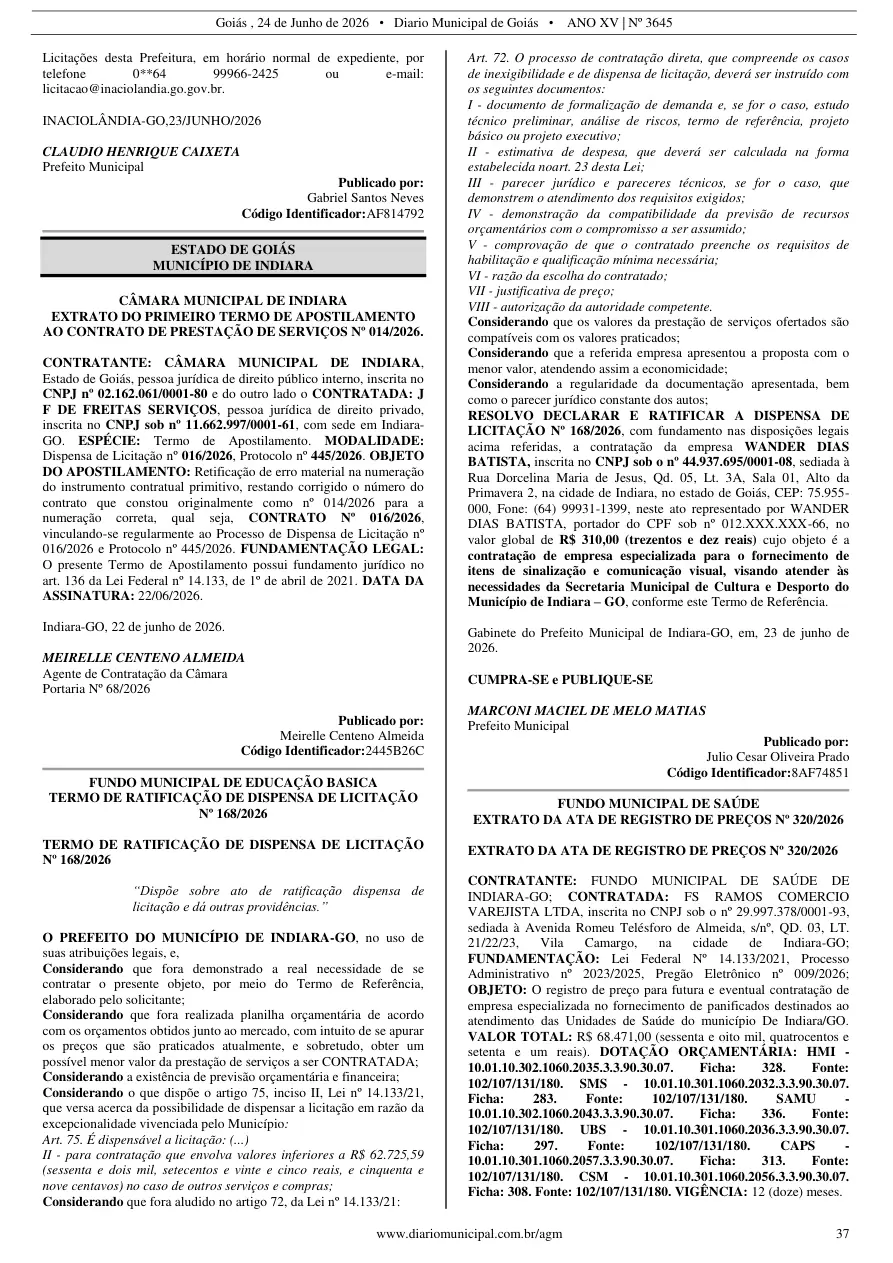 Goiás , 24 de Junho de 2026 • Diario Municipal de Goiás • ANO XV | Nº 3645
Licitações desta Prefeitura, em horário normal de expediente, por
telefone 0**64 99966-2425 ou e-mail:
licitacao@inaciolandia.go.gov.br.
INACIOLÂNDIA-GO,23/JUNHO/2026
CLAUDIO HENRIQUE CAIXETA
Prefeito Municipal
Publicado por:
Gabriel Santos Neves
Código Identificador:AF814792
ESTADO DE GOIÁS
MUNICÍPIO DE INDIARA
CÂMARA MUNICIPAL DE INDIARA
EXTRATO DO PRIMEIRO TERMO DE APOSTILAMENTO
AO CONTRATO DE PRESTAÇÃO DE SERVIÇOS Nº 014/2026.
CONTRATANTE: CÂMARA MUNICIPAL DE INDIARA,
Estado de Goiás, pessoa jurídica de direito público interno, inscrita no
CNPJ nº 02.162.061/0001-80 e do outro lado o CONTRATADA: J
F DE FREITAS SERVIÇOS, pessoa jurídica de direito privado,
inscrita no CNPJ sob nº 11.662.997/0001-61, com sede em Indiara-
GO. ESPÉCIE: Termo de Apostilamento. MODALIDADE:
Dispensa de Licitação nº 016/2026, Protocolo nº 445/2026. OBJETO
DO APOSTILAMENTO: Retificação de erro material na numeração
do instrumento contratual primitivo, restando corrigido o número do
contrato que constou originalmente como nº 014/2026 para a
numeração correta, qual seja, CONTRATO Nº 016/2026,
vinculando-se regularmente ao Processo de Dispensa de Licitação nº
016/2026 e Protocolo nº 445/2026. FUNDAMENTAÇÃO LEGAL:
O presente Termo de Apostilamento possui fundamento jurídico no
art. 136 da Lei Federal nº 14.133, de 1º de abril de 2021. DATA DA
ASSINATURA: 22/06/2026.
Indiara-GO, 22 de junho de 2026.
MEIRELLE CENTENO ALMEIDA
Agente de Contratação da Câmara
Portaria Nº 68/2026
Publicado por:
Meirelle Centeno Almeida
Código Identificador:2445B26C
FUNDO MUNICIPAL DE EDUCAÇÃO BASICA
TERMO DE RATIFICAÇÃO DE DISPENSA DE LICITAÇÃO
Nº 168/2026
TERMO DE RATIFICAÇÃO DE DISPENSA DE LICITAÇÃO
Nº 168/2026
“Dispõe sobre ato de ratificação dispensa de
licitação e dá outras providências.”
O PREFEITO DO MUNICÍPIO DE INDIARA-GO, no uso de
suas atribuições legais, e,
Considerando que fora demonstrado a real necessidade de se
contratar o presente objeto, por meio do Termo de Referência,
elaborado pelo solicitante;
Considerando que fora realizada planilha orçamentária de acordo
com os orçamentos obtidos junto ao mercado, com intuito de se apurar
os preços que são praticados atualmente, e sobretudo, obter um
possível menor valor da prestação de serviços a ser CONTRATADA;
Considerando a existência de previsão orçamentária e financeira;
Considerando o que dispõe o artigo 75, inciso II, Lei nº 14.133/21,
que versa acerca da possibilidade de dispensar a licitação em razão da
excepcionalidade vivenciada pelo Município:
Art. 75. É dispensável a licitação: (...)
II - para contratação que envolva valores inferiores a R$ 62.725,59
(sessenta e dois mil, setecentos e vinte e cinco reais, e cinquenta e
nove centavos) no caso de outros serviços e compras;
Considerando que fora aludido no artigo 72, da Lei nº 14.133/21:
Art. 72. O processo de contratação direta, que compreende os casos
de inexigibilidade e de dispensa de licitação, deverá ser instruído com
os seguintes documentos:
I - documento de formalização de demanda e, se for o caso, estudo
técnico preliminar, análise de riscos, termo de referência, projeto
básico ou projeto executivo;
II - estimativa de despesa, que deverá ser calculada na forma
estabelecida noart. 23 desta Lei;
III - parecer jurídico e pareceres técnicos, se for o caso, que
demonstrem o atendimento dos requisitos exigidos;
IV - demonstração da compatibilidade da previsão de recursos
orçamentários com o compromisso a ser assumido;
V - comprovação de que o contratado preenche os requisitos de
habilitação e qualificação mínima necessária;
VI - razão da escolha do contratado;
VII - justificativa de preço;
VIII - autorização da autoridade competente.
Considerando que os valores da prestação de serviços ofertados são
compatíveis com os valores praticados;
Considerando que a referida empresa apresentou a proposta com o
menor valor, atendendo assim a economicidade;
Considerando a regularidade da documentação apresentada, bem
como o parecer jurídico constante dos autos;
RESOLVO DECLARAR E RATIFICAR A DISPENSA DE
LICITAÇÃO Nº 168/2026, com fundamento nas disposições legais
acima referidas, a contratação da empresa WANDER DIAS
BATISTA, inscrita no CNPJ sob o nº 44.937.695/0001-08, sediada à
Rua Dorcelina Maria de Jesus, Qd. 05, Lt. 3A, Sala 01, Alto da
Primavera 2, na cidade de Indiara, no estado de Goiás, CEP: 75.955-
000, Fone: (64) 99931-1399, neste ato representado por WANDER
DIAS BATISTA, portador do CPF sob nº 012.XXX.XXX-66, no
valor global de R$ 310,00 (trezentos e dez reais) cujo objeto é a
contratação de empresa especializada para o fornecimento de
itens de sinalização e comunicação visual, visando atender às
necessidades da Secretaria Municipal de Cultura e Desporto do
Município de Indiara – GO, conforme este Termo de Referência.
Gabinete do Prefeito Municipal de Indiara-GO, em, 23 de junho de
2026.
CUMPRA-SE e PUBLIQUE-SE
MARCONI MACIEL DE MELO MATIAS
Prefeito Municipal
Publicado por:
Julio Cesar Oliveira Prado
Código Identificador:8AF74851
FUNDO MUNICIPAL DE SAÚDE
EXTRATO DA ATA DE REGISTRO DE PREÇOS Nº 320/2026
EXTRATO DA ATA DE REGISTRO DE PREÇOS Nº 320/2026
CONTRATANTE: FUNDO MUNICIPAL DE SAÚDE DE
INDIARA-GO; CONTRATADA: FS RAMOS COMERCIO
VAREJISTA LTDA, inscrita no CNPJ sob o nº 29.997.378/0001-93,
sediada à Avenida Romeu Telésforo de Almeida, s/nº, QD. 03, LT.
21/22/23, Vila Camargo, na cidade de Indiara-GO;
FUNDAMENTAÇÃO: Lei Federal Nº 14.133/2021, Processo
Administrativo nº 2023/2025, Pregão Eletrônico nº 009/2026;
OBJETO: O registro de preço para futura e eventual contratação de
empresa especializada no fornecimento de panificados destinados ao
atendimento das Unidades de Saúde do município De Indiara/GO.
VALOR TOTAL: R$ 68.471,00 (sessenta e oito mil, quatrocentos e
setenta e um reais). DOTAÇÃO ORÇAMENTÁRIA: HMI -
10.01.10.302.1060.2035.3.3.90.30.07. Ficha: 328. Fonte:
102/107/131/180. SMS - 10.01.10.301.1060.2032.3.3.90.30.07.
Ficha: 283. Fonte: 102/107/131/180. SAMU -
10.01.10.302.1060.2043.3.3.90.30.07. Ficha: 336. Fonte:
102/107/131/180. UBS - 10.01.10.301.1060.2036.3.3.90.30.07.
Ficha: 297. Fonte: 102/107/131/180. CAPS -
10.01.10.301.1060.2057.3.3.90.30.07. Ficha: 313. Fonte:
102/107/131/180. CSM - 10.01.10.301.1060.2056.3.3.90.30.07.
Ficha: 308. Fonte: 102/107/131/180. VIGÊNCIA: 12 (doze) meses.
www.diariomunicipal.com.br/agm 37